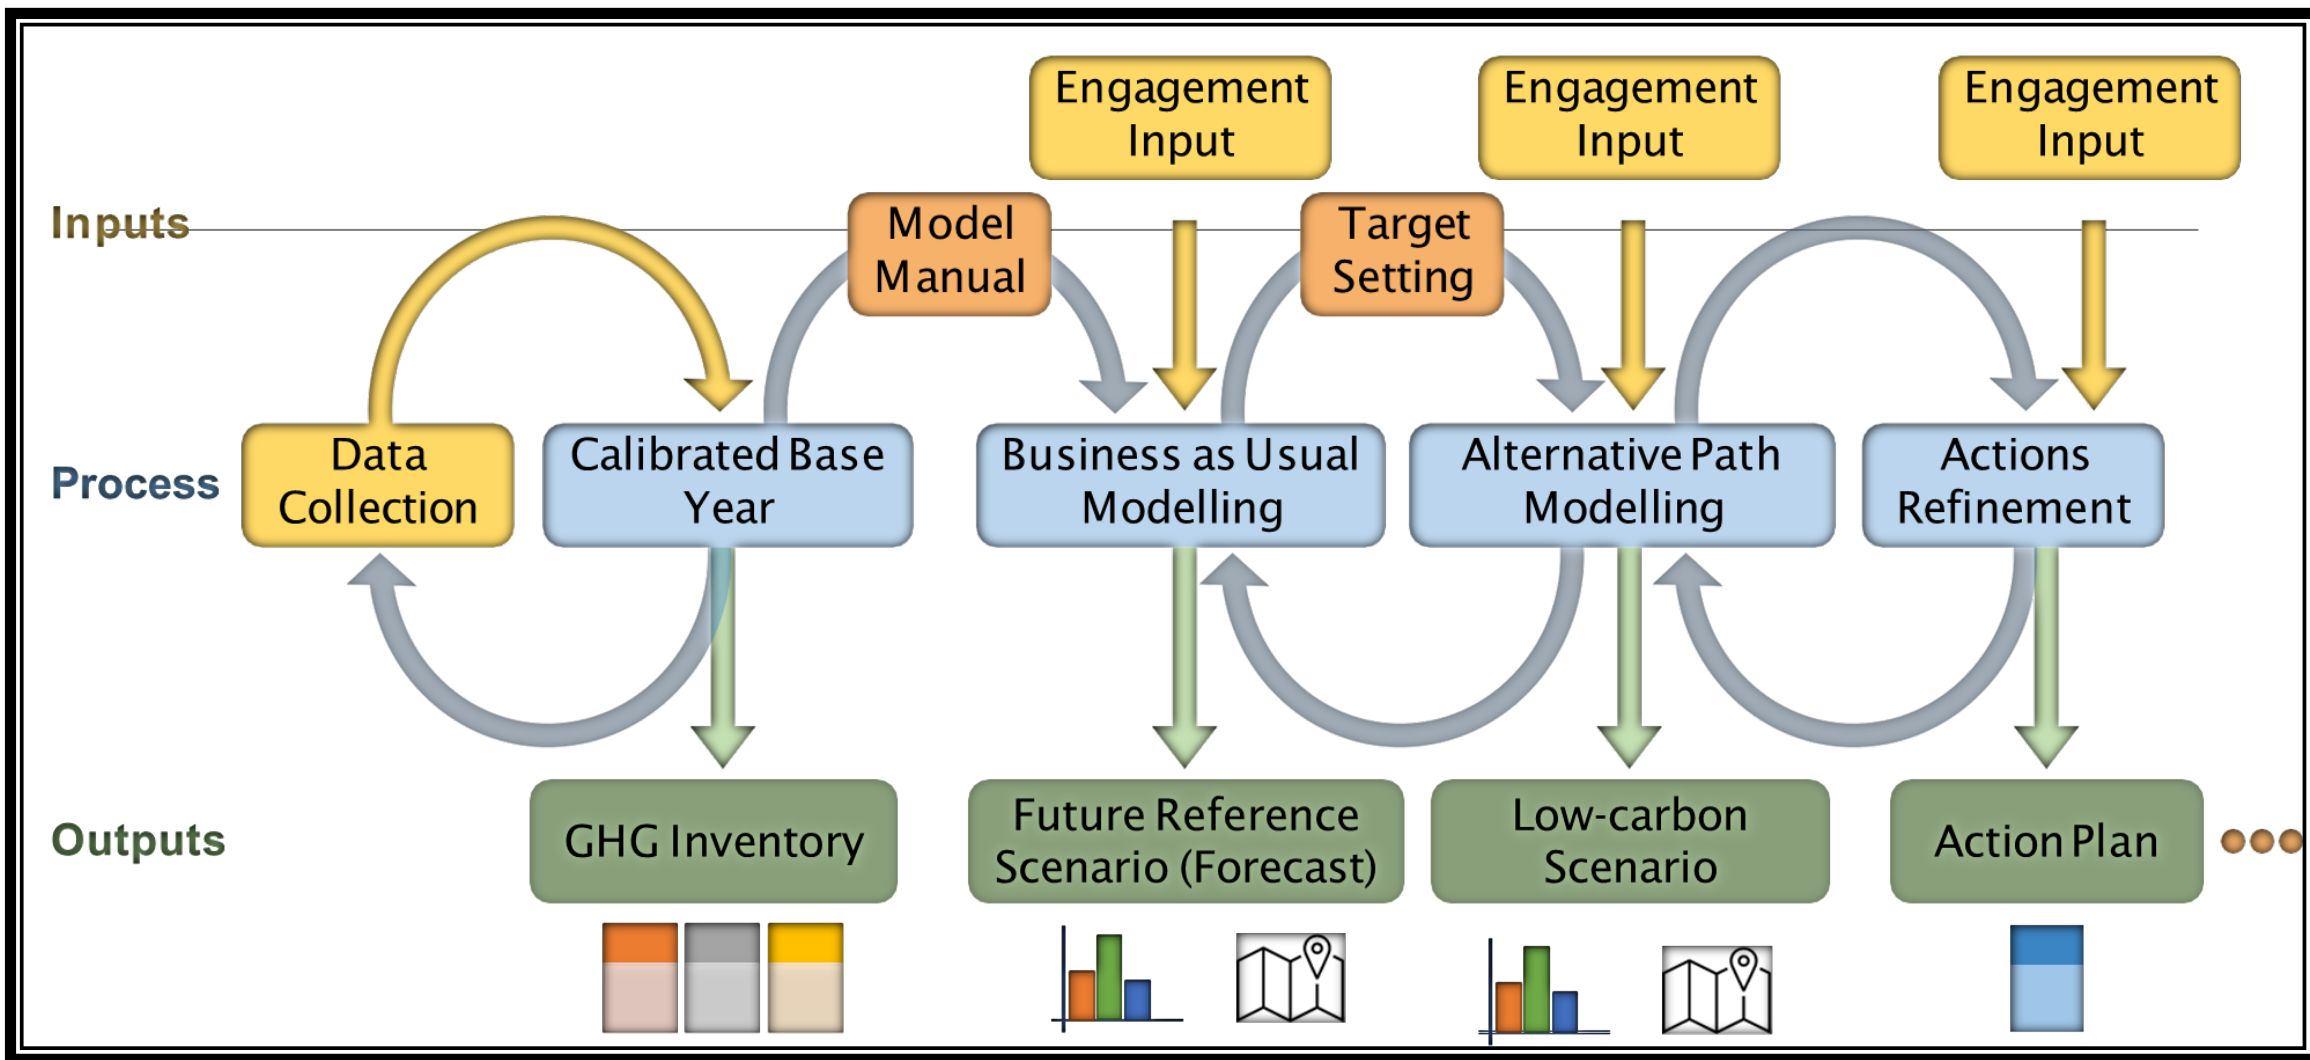 Engagement
Input
Engagement
Input
Engagement
Input
Inputs
Model
Manual
Target
Setting
Process
Data
Collection
Calibrated Base
Year
Business as Usual
Modelling
Alternative Path
Modelling
Actions
Refinement
Outputs
GHG Inventory
Future Reference
Scenario (Forecast)
Low-carbon
Scenario
Action Plan